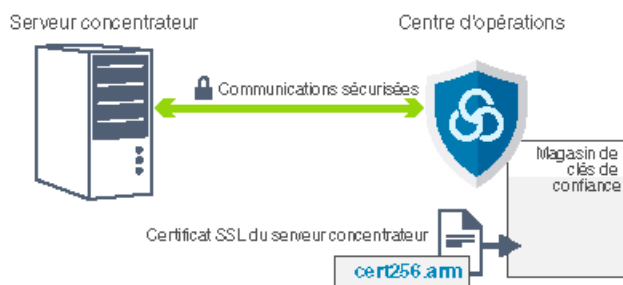 Serveur concentrateur
Centre d'opérations
Communications sécurisées
Magasin de
clés de
confiance
Certificat SSL du serveur concentrateur
cert256.arm